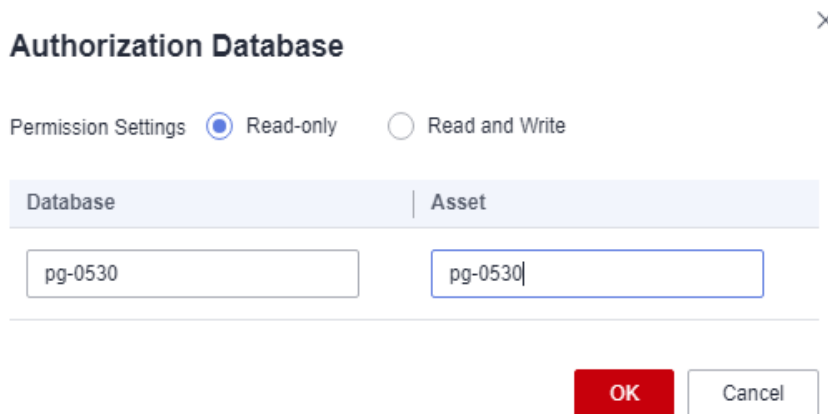 Authorization Database
Permission Settings Read-only Read and Write
Database Asset
pg-0530 pg-0530
OK Cancel